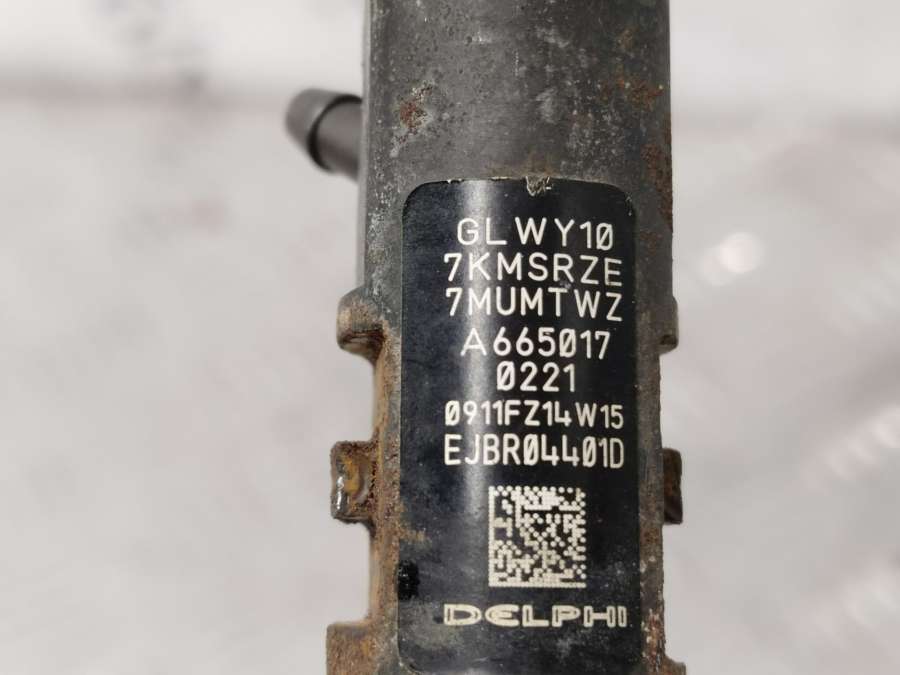 GLWY10
7KMSRZE
7MUMTWZ
A665017
0221
0911FZ14W15
EJBR04401D
DELPHI